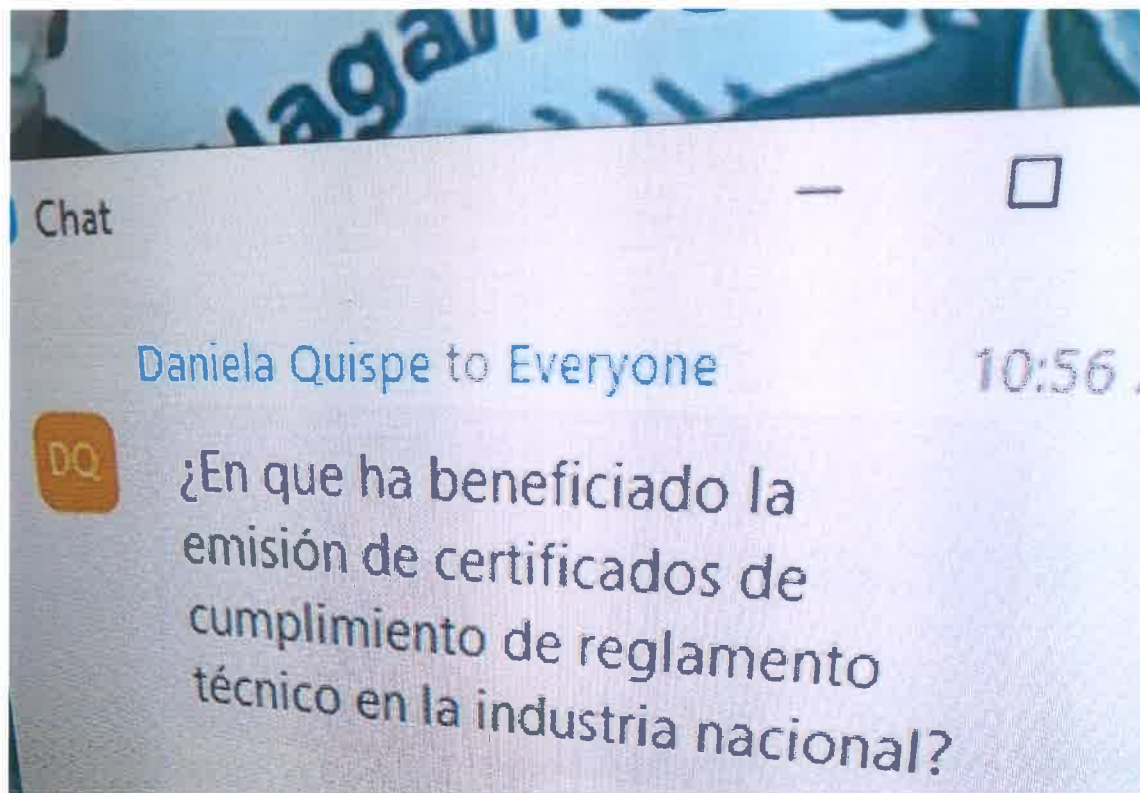 Chat
Daniela Quispe to Everyone
10:56
DQ
¿En que ha beneficiado la
emisión de certificados de
cumplimiento de reglamento
técnico en la industria nacional?